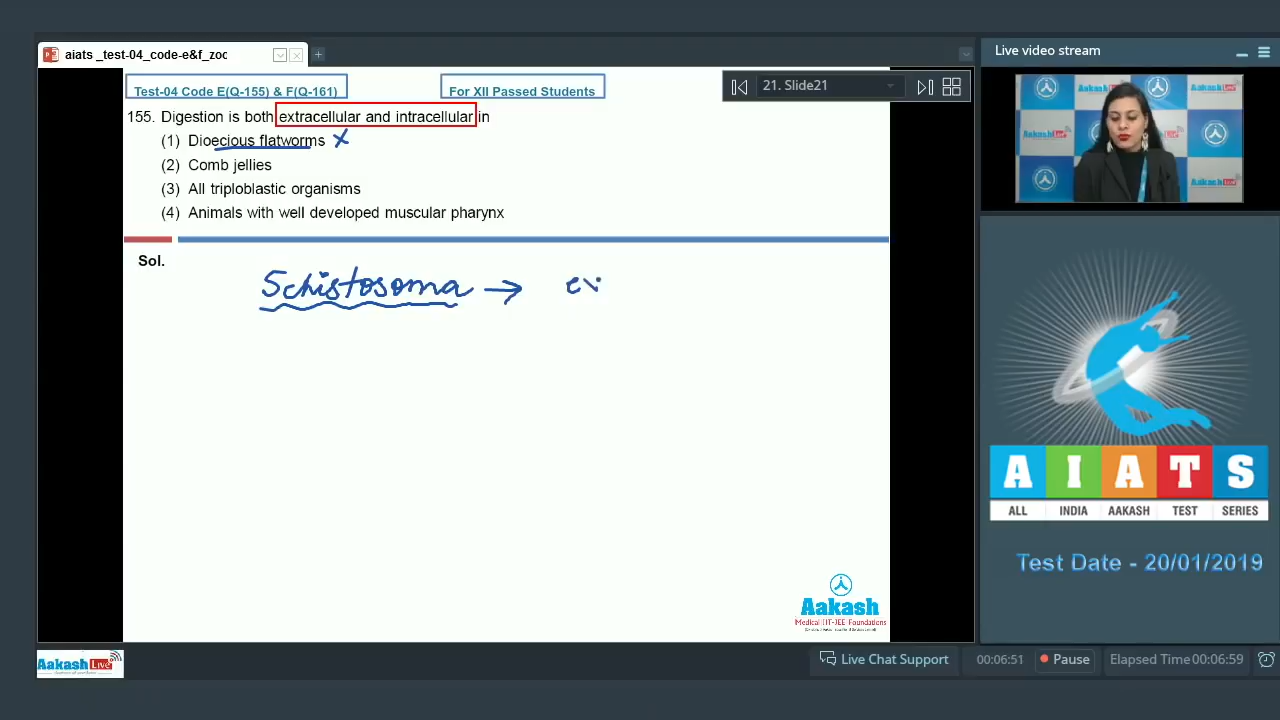 aiats _test-04_code-e&f_zoo
Live video stream
Test-04 Code E(Q-155) & F(Q-161)
For XII Passed Students
21. Slide21
155. Digestion is both extracellular and intracellular in
(1) Dioecious flatworms X
(2) Comb jellies
(3) All triploblastic organisms
(4) Animals with well developed muscular pharynx
Sol.
Schistosoma → ex
AIATS
ALL INDIA AAKASH TEST SERIES
Test Date - 20/01/2019
Aakash
Medical IIT-JEE Foundations
Aakash Live
Live Chat Support
00:06:51
Pause
Elapsed Time 00:06:59